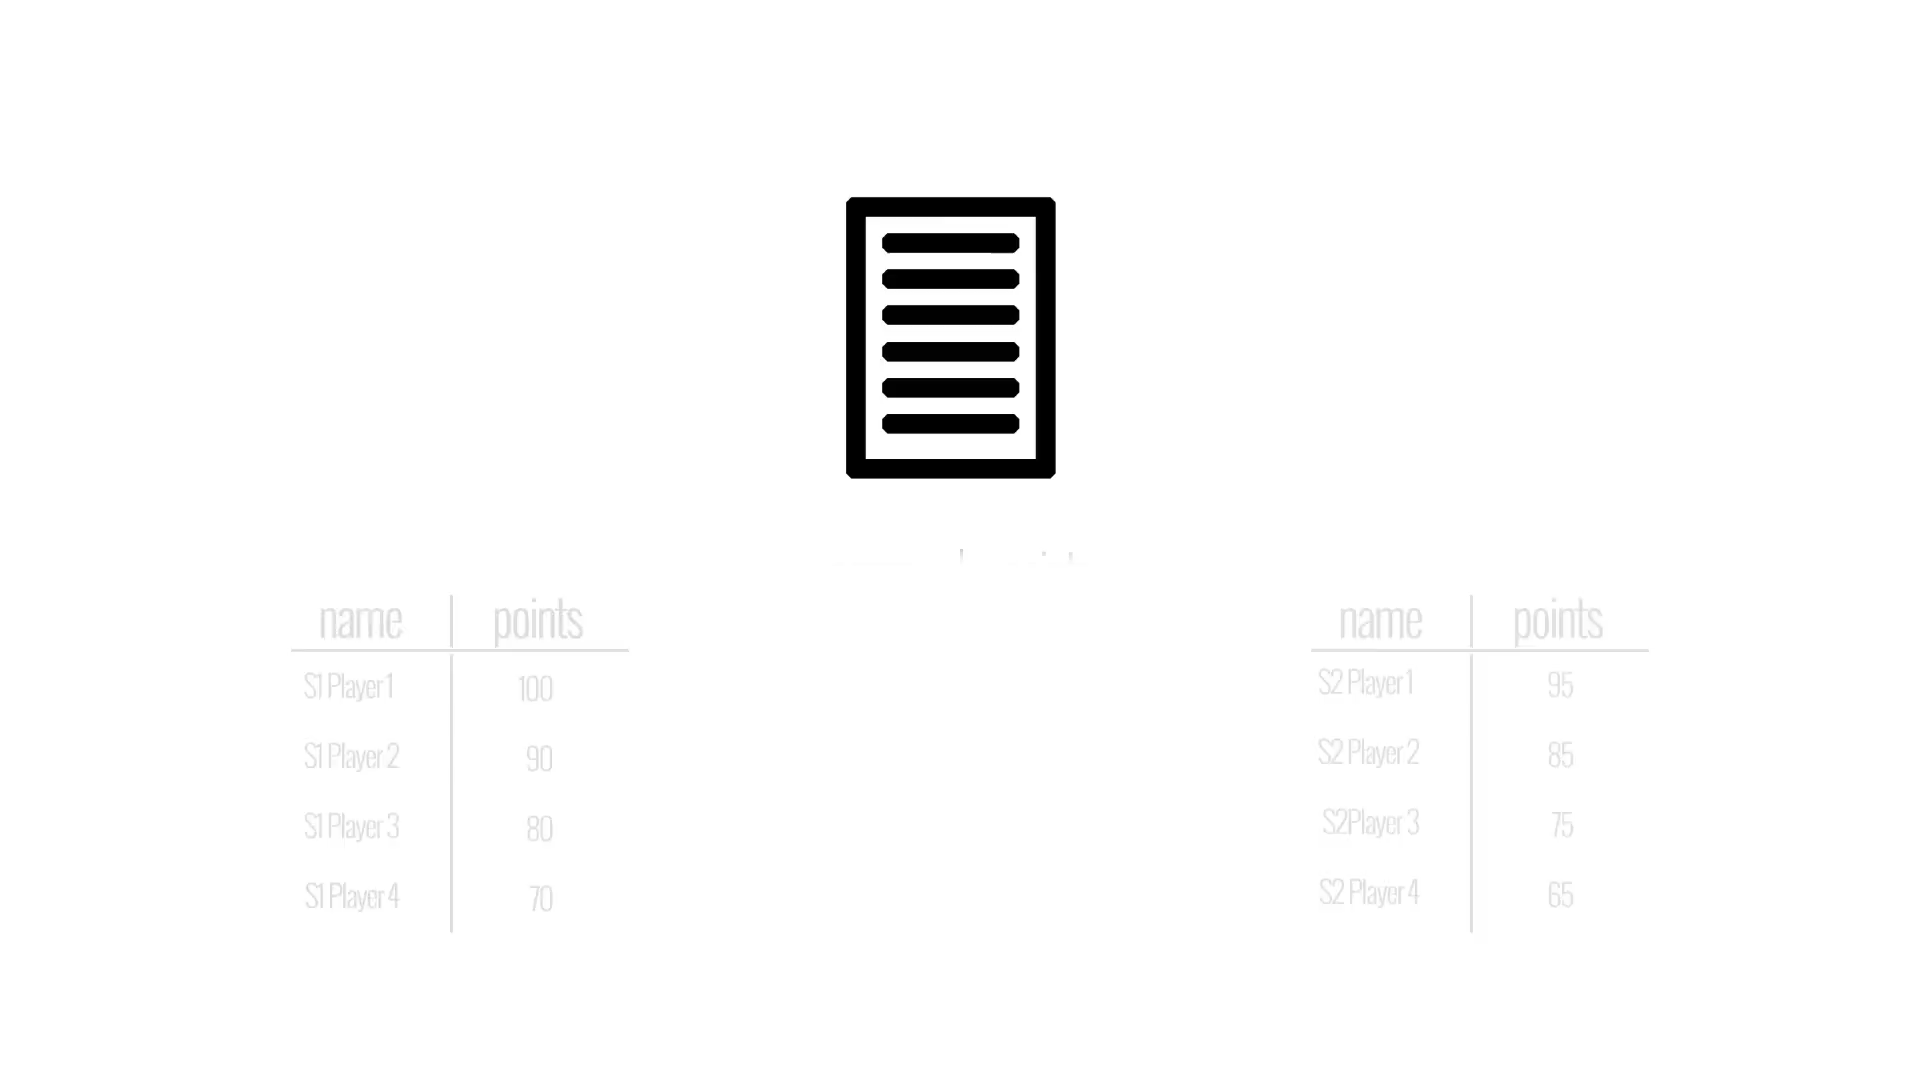 name points
S1 Player 1 100
S1 Player 2 90
S1 Player 3 80
S1 Player 4 70
name points
S2 Player 1 95
S2 Player 2 85
S2Player 3 75
S2 Player 4 65